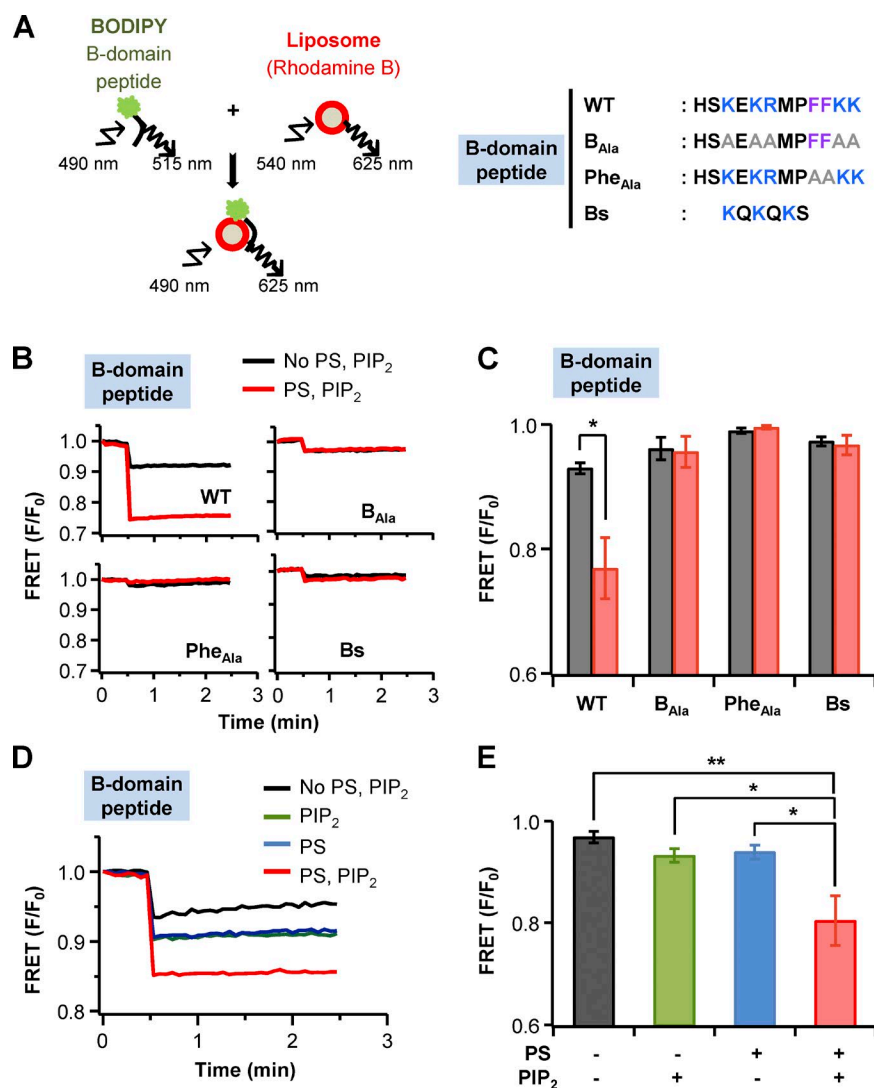 A
BODIPY
B-domain
peptide
+
Liposome
(Rhodamine B)
490 nm
515 nm
540 nm
625 nm
490 nm
625 nm
B-domain
peptide
WT : HSKEKRMPFFKK
BAla : HSAEAAMPFFAA
PheAla : HSKEKRMPAAKK
Bs : KQKQKS
B
B-domain
peptide
No PS, PIP2
PS, PIP2
FRET (F/F0)
1.0
0.9
0.8
0.7
WT
BAla
1.0
0.9
0.8
0.7
PheAla
Bs
0 1 2 3
0 1 2 3
Time (min)
C
B-domain
peptide
FRET (F/F0)
1.0
0.8
0.6
*
WT BAla PheAla Bs
D
B-domain
peptide
No PS, PIP2
PIP2
PS
PS, PIP2
FRET (F/F0)
1.0
0.9
0.8
0 1 2 3
Time (min)
E
**
*
*
FRET (F/F0)
1.0
0.8
0.6
PS - - + +
PIP2 - + - +